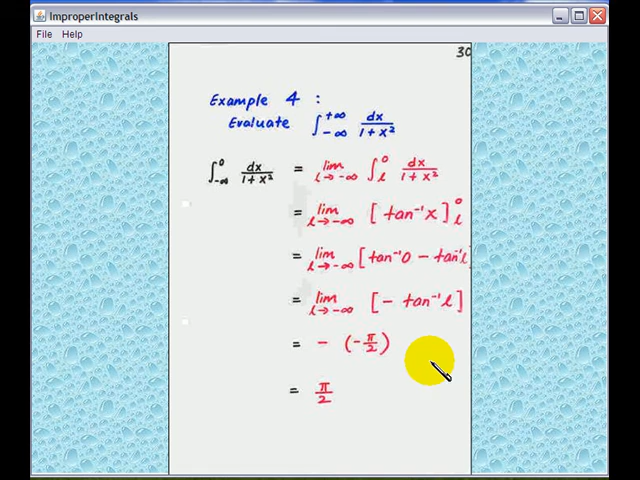 ImproperIntegrals
File Help
30
Example 4 :
Evaluate ∫_{-∞}^{+∞} dx/(1+x²)
∫_{-∞}^{0} dx/(1+x²) = lim_{l→-∞} ∫_{l}^{0} dx/(1+x²)
= lim_{l→-∞} [tan⁻¹x]_{l}^{0}
= lim_{l→-∞} [tan⁻¹0 - tan⁻¹l]
= lim_{l→-∞} [- tan⁻¹l]
= - (-π/2)
= π/2